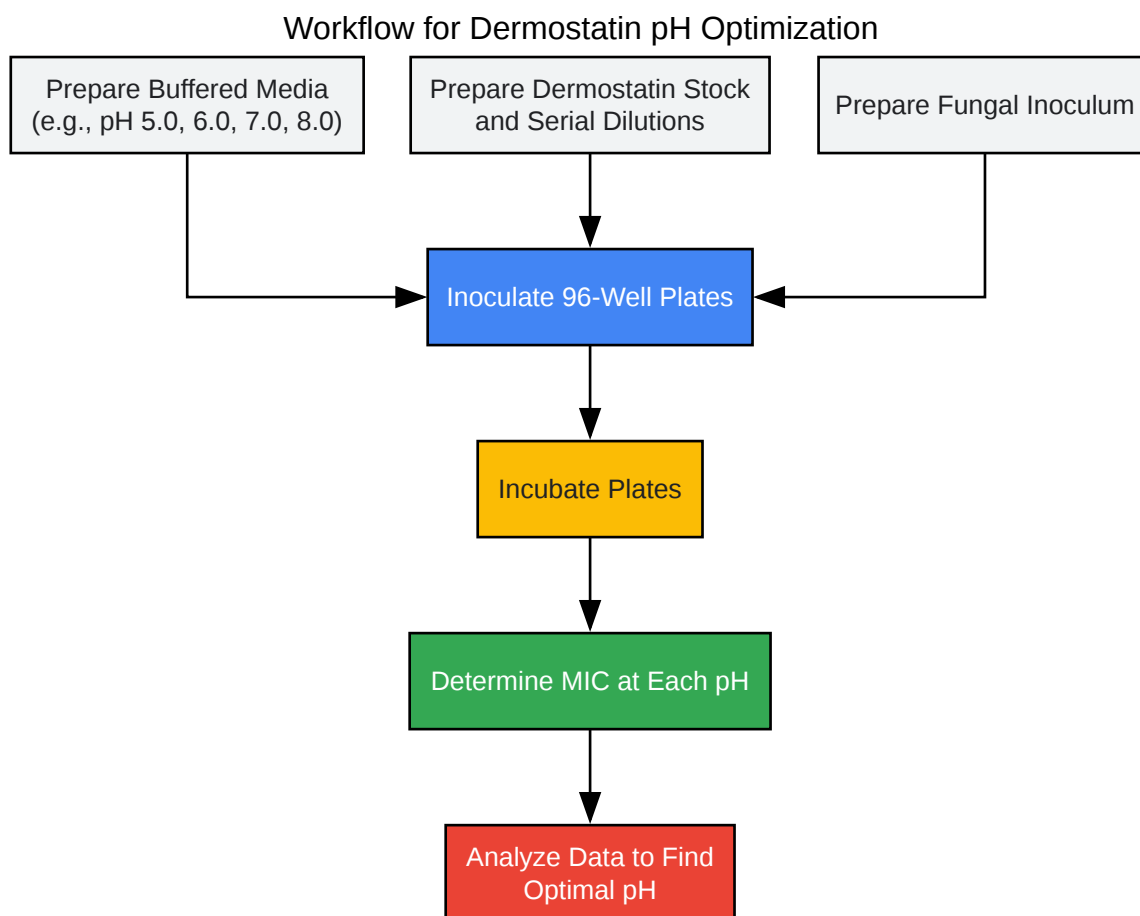 Workflow for Dermostatin pH Optimization
Prepare Buffered Media
(e.g., pH 5.0, 6.0, 7.0, 8.0)
Prepare Dermostatin Stock
and Serial Dilutions
Prepare Fungal Inoculum
Inoculate 96-Well Plates
Incubate Plates
Determine MIC at Each pH
Analyze Data to Find
Optimal pH